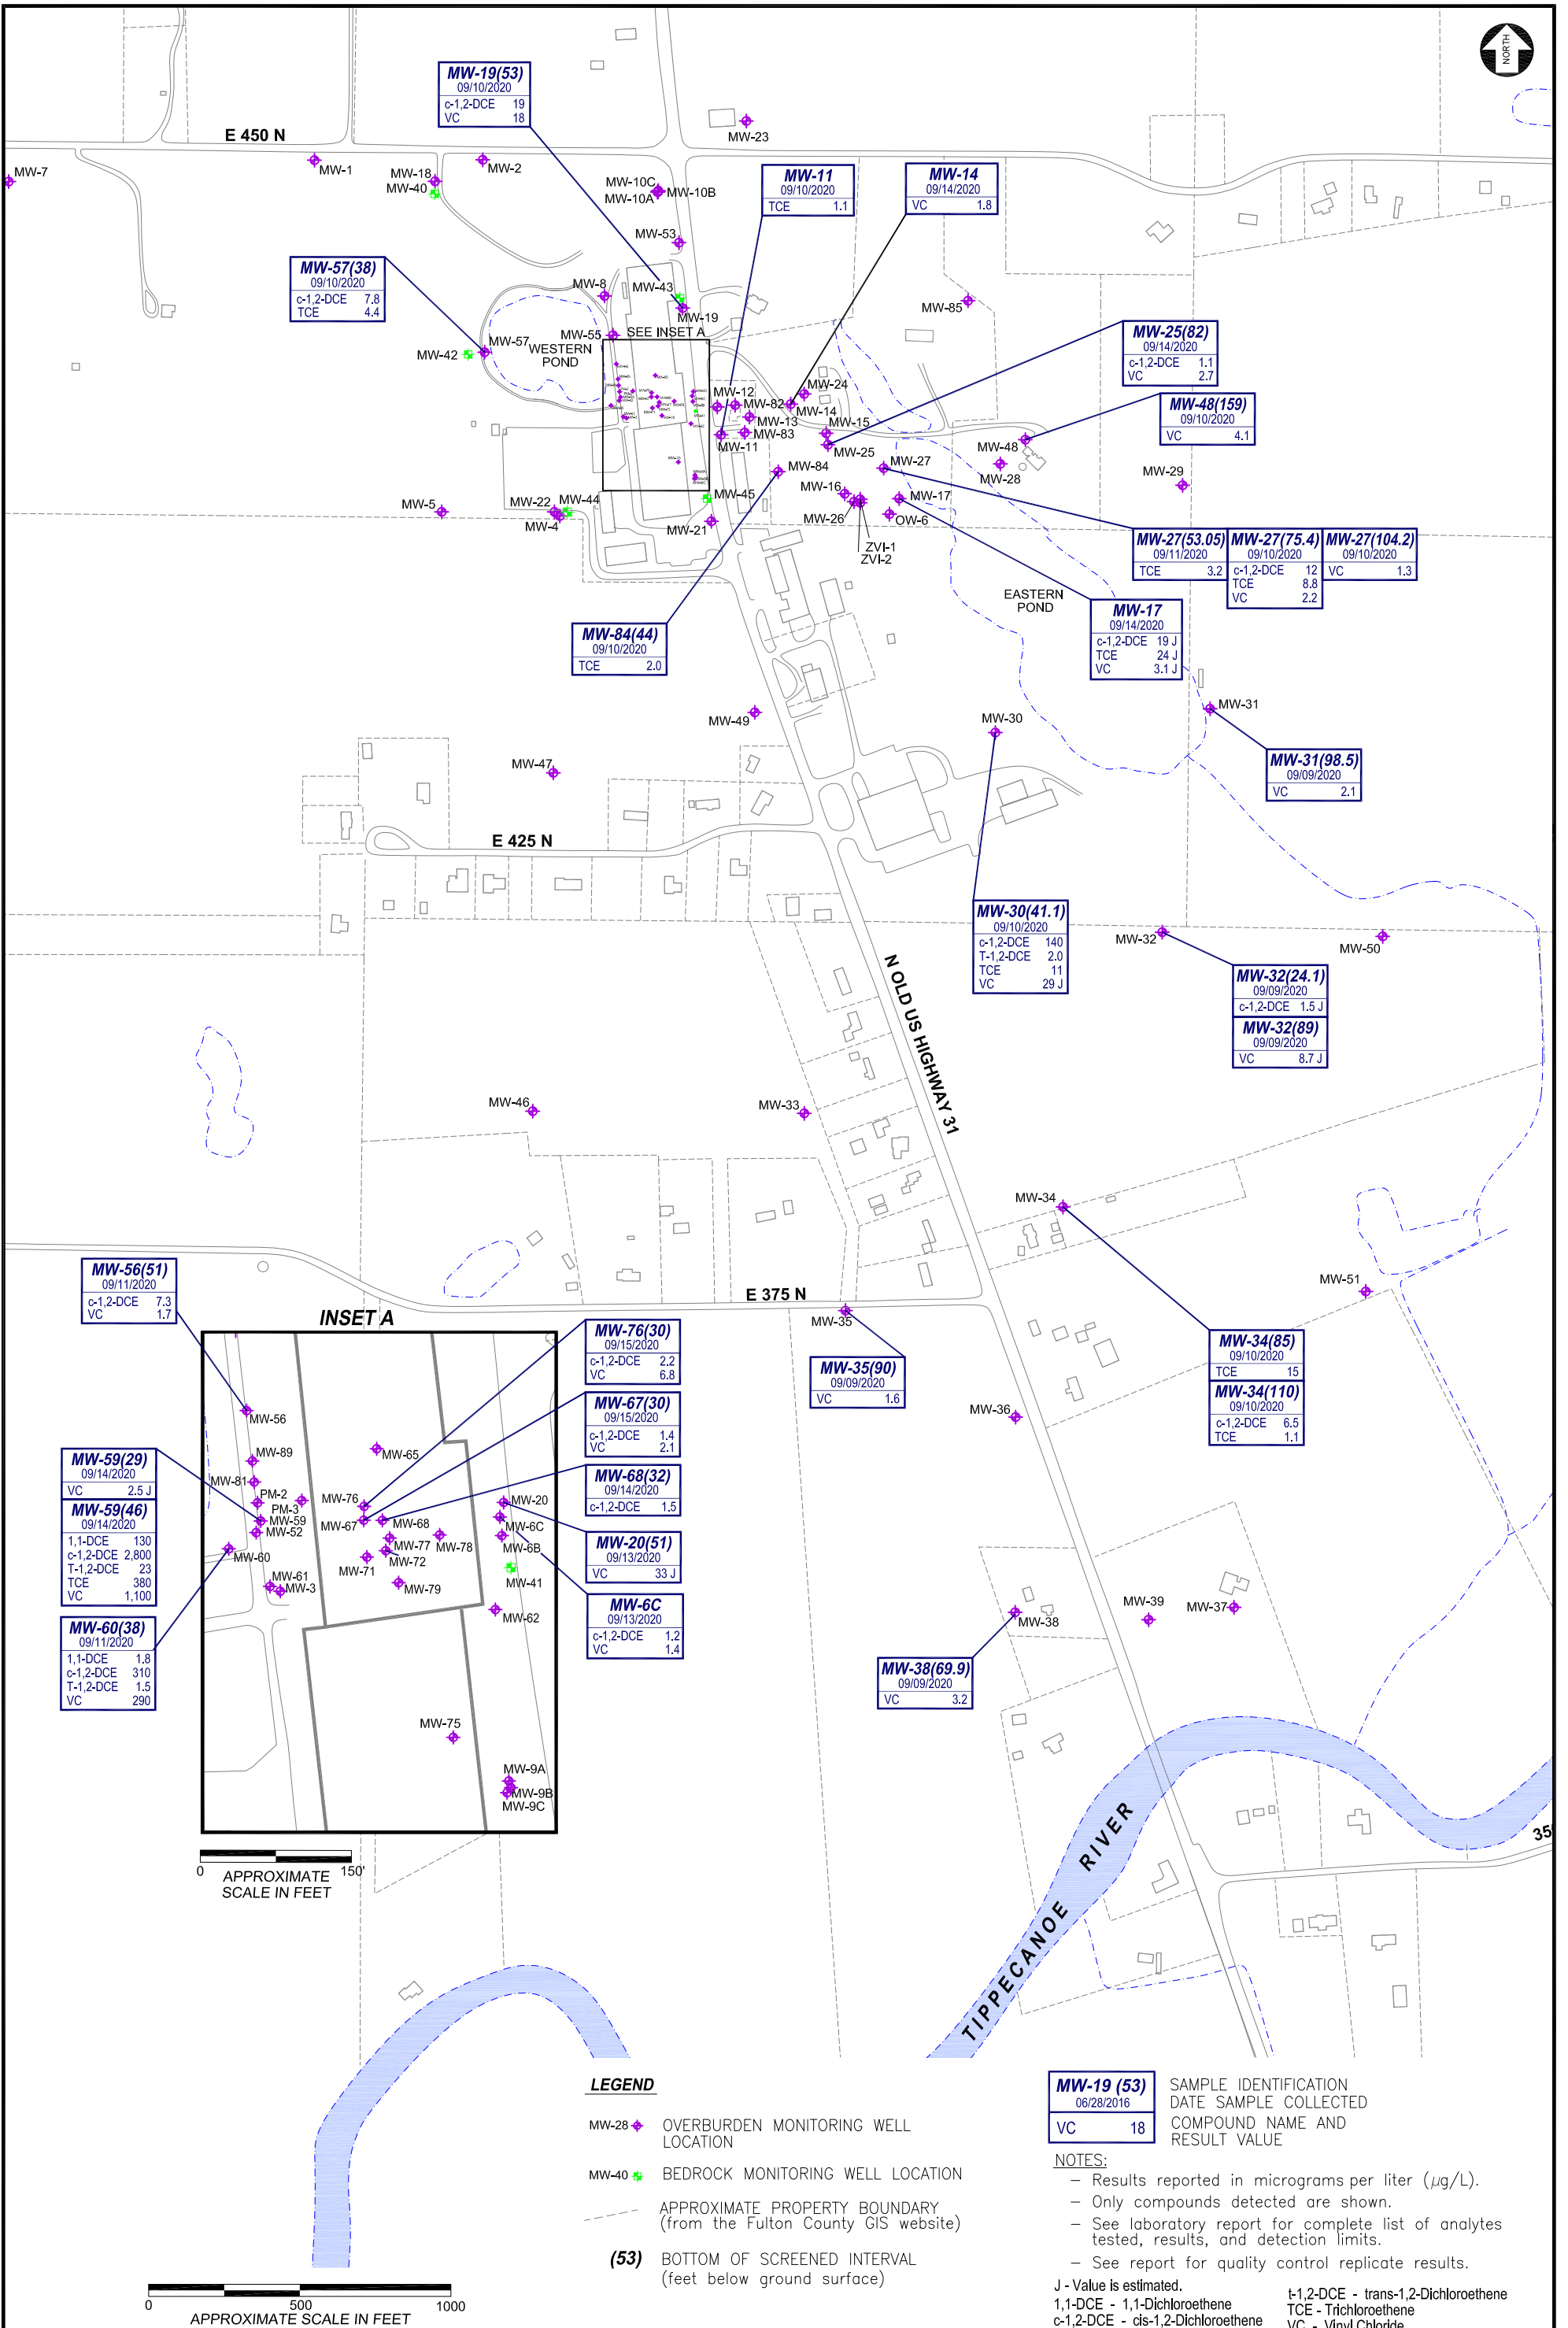 NORTH
MW-19(53)
09/10/2020
c-1,2-DCE 19
VC 18
MW-23
E 450 N
MW-7
MW-1
MW-18
MW-40
MW-2
MW-10C
MW-10A
MW-10B
MW-11
09/10/2020
TCE 1.1
MW-14
09/14/2020
VC 1.8
MW-53
MW-57(38)
09/10/2020
c-1,2-DCE 7.8
TCE 4.4
MW-8
MW-43
MW-19
MW-85
MW-55
SEE INSET A
MW-57
WESTERN
POND
MW-42
MW-25(82)
09/14/2020
c-1,2-DCE 1.1
VC 2.7
MW-24
MW-12
MW-82
MW-14
MW-13
MW-15
MW-83
MW-11
MW-25
MW-48(159)
09/10/2020
VC 4.1
MW-48
MW-28
MW-27
MW-84
MW-29
MW-16
MW-17
MW-26
OW-6
MW-45
MW-5
MW-22
MW-44
MW-4
MW-21
ZVI-1
ZVI-2
MW-27(53.05)
09/11/2020
TCE 3.2
MW-27(75.4)
09/10/2020
c-1,2-DCE 12
TCE 8.8
VC 2.2
MW-27(104.2)
09/10/2020
VC 1.3
EASTERN
POND
MW-17
09/14/2020
c-1,2-DCE 19 J
TCE 24 J
VC 3.1 J
MW-84(44)
09/10/2020
TCE 2.0
MW-49
MW-30
MW-31
MW-31(98.5)
09/09/2020
VC 2.1
MW-47
E 425 N
MW-30(41.1)
09/10/2020
c-1,2-DCE 140
T-1,2-DCE 2.0
TCE 11
VC 29 J
MW-32
MW-50
MW-32(24.1)
09/09/2020
c-1,2-DCE 1.5 J
MW-32(89)
09/09/2020
VC 8.7 J
N OLD US HIGHWAY 31
MW-46
MW-33
MW-34
MW-51
E 375 N
MW-35
MW-35(90)
09/09/2020
VC 1.6
MW-34(85)
09/10/2020
TCE 15
MW-34(110)
09/10/2020
c-1,2-DCE 6.5
TCE 1.1
MW-36
MW-56(51)
09/11/2020
c-1,2-DCE 7.3
VC 1.7
INSET A
MW-76(30)
09/15/2020
c-1,2-DCE 2.2
VC 6.8
MW-67(30)
09/15/2020
c-1,2-DCE 1.4
VC 2.1
MW-68(32)
09/14/2020
c-1,2-DCE 1.5
MW-20(51)
09/13/2020
VC 33 J
MW-6C
09/13/2020
c-1,2-DCE 1.2
VC 1.4
MW-59(29)
09/14/2020
VC 2.5 J
MW-59(46)
09/14/2020
1,1-DCE 130
c-1,2-DCE 2,800
T-1,2-DCE 23
TCE 380
VC 1,100
MW-60(38)
09/11/2020
1,1-DCE 1.8
c-1,2-DCE 310
T-1,2-DCE 1.5
VC 290
MW-56
MW-89
MW-81
PM-2
PM-3
MW-59
MW-52
MW-60
MW-61
MW-3
MW-65
MW-76
MW-67
MW-68
MW-77
MW-78
MW-72
MW-71
MW-79
MW-20
MW-6C
MW-6B
MW-41
MW-62
MW-75
MW-9A
MW-9B
MW-9C
0 150'
APPROXIMATE
SCALE IN FEET
MW-38
MW-39
MW-37
MW-38(69.9)
09/09/2020
VC 3.2
TIPPECANOE RIVER
35
LEGEND
MW-28 OVERBURDEN MONITORING WELL
LOCATION
MW-40 BEDROCK MONITORING WELL LOCATION
APPROXIMATE PROPERTY BOUNDARY
(from the Fulton County GIS website)
(53) BOTTOM OF SCREENED INTERVAL
(feet below ground surface)
0 500 1000
APPROXIMATE SCALE IN FEET
MW-19 (53) SAMPLE IDENTIFICATION
06/28/2016 DATE SAMPLE COLLECTED
VC 18 COMPOUND NAME AND
RESULT VALUE
NOTES:
– Results reported in micrograms per liter (μg/L).
– Only compounds detected are shown.
– See laboratory report for complete list of analytes
tested, results, and detection limits.
– See report for quality control replicate results.
J - Value is estimated.
1,1-DCE - 1,1-Dichloroethene
c-1,2-DCE - cis-1,2-Dichloroethene
t-1,2-DCE - trans-1,2-Dichloroethene
TCE - Trichloroethene
VC - Vinyl Chloride